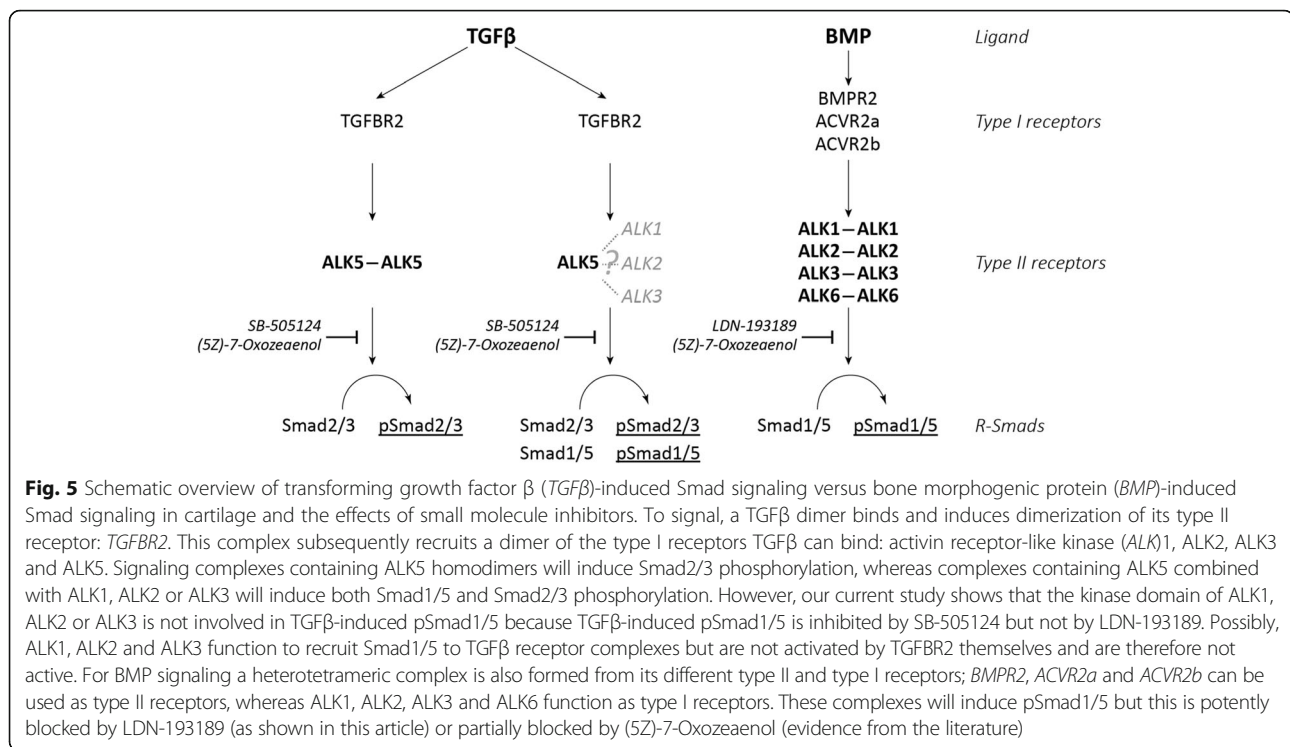 TGFβ BMP Ligand
TGFBR2 TGFBR2 BMPR2 Type I receptors
ACVR2a
ACVR2b
ALK1 ALK1–ALK1
ALK5–ALK5 ALK5 ? ALK2 ALK2–ALK2 Type II receptors
ALK3 ALK3–ALK3
ALK6–ALK6
SB-505124 SB-505124 LDN-193189
(5Z)-7-Oxozeaenol (5Z)-7-Oxozeaenol (5Z)-7-Oxozeaenol
Smad2/3 pSmad2/3 Smad2/3 pSmad2/3 Smad1/5 pSmad1/5 R-Smads
Smad1/5 pSmad1/5
Fig. 5 Schematic overview of transforming growth factor β (TGFβ)-induced Smad signaling versus bone morphogenic protein (BMP)-induced
Smad signaling in cartilage and the effects of small molecule inhibitors. To signal, a TGFβ dimer binds and induces dimerization of its type II
receptor: TGFBR2. This complex subsequently recruits a dimer of the type I receptors TGFβ can bind: activin receptor-like kinase (ALK)1, ALK2, ALK3
and ALK5. Signaling complexes containing ALK5 homodimers will induce Smad2/3 phosphorylation, whereas complexes containing ALK5 combined
with ALK1, ALK2 or ALK3 will induce both Smad1/5 and Smad2/3 phosphorylation. However, our current study shows that the kinase domain of ALK1,
ALK2 or ALK3 is not involved in TGFβ-induced pSmad1/5 because TGFβ-induced pSmad1/5 is inhibited by SB-505124 but not by LDN-193189. Possibly,
ALK1, ALK2 and ALK3 function to recruit Smad1/5 to TGFβ receptor complexes but are not activated by TGFBR2 themselves and are therefore not
active. For BMP signaling a heterotetrameric complex is also formed from its different type II and type I receptors; BMPR2, ACVR2a and ACVR2b can be
used as type II receptors, whereas ALK1, ALK2, ALK3 and ALK6 function as type I receptors. These complexes will induce pSmad1/5 but this is potently
blocked by LDN-193189 (as shown in this article) or partially blocked by (5Z)-7-Oxozeaenol (evidence from the literature)